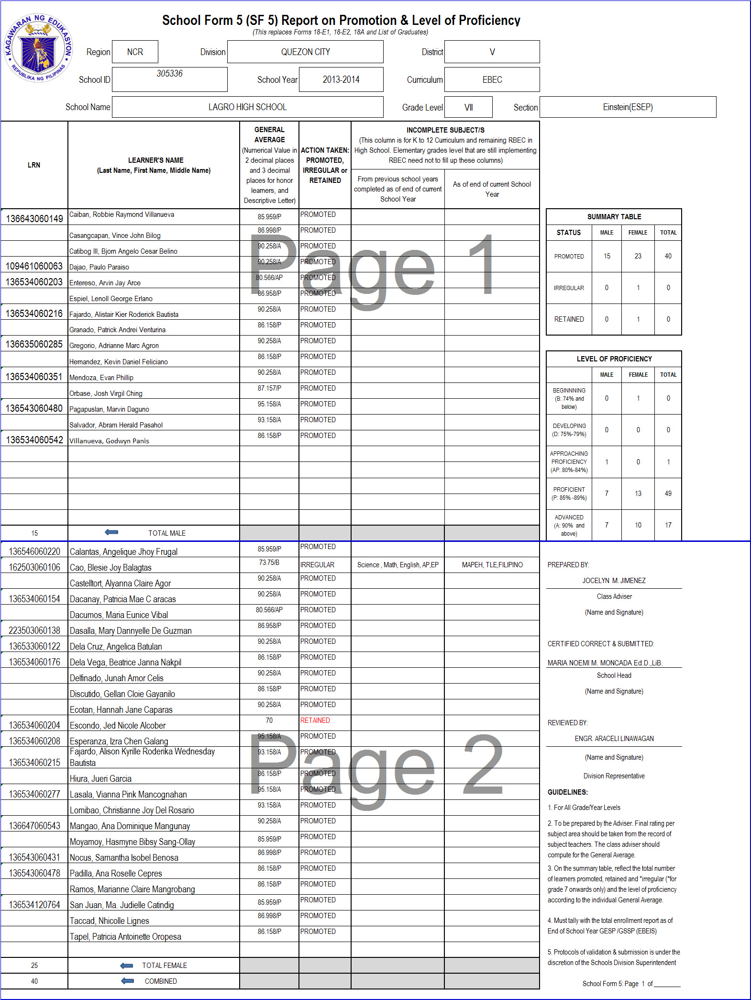 KAGAWARAN NG EDUKASYON
REPUBLIKA NG PILIPINAS
School Form 5 (SF 5) Report on Promotion & Level of Proficiency
(This replaces Forms 18-E1, 18-E2, 18A and List of Graduates)
Region NCR Division QUEZON CITY District V
School ID 305336 School Year 2013-2014 Curriculum EBEC
School Name LAGRO HIGH SCHOOL Grade Level VII Section Einstein(ESEP)
LRN
LEARNER'S NAME
(Last Name, First Name, Middle Name)
GENERAL
AVERAGE
(Numerical Value in
2 decimal places
and 3 decimal
places for honor
learners, and
Descriptive Letter)
ACTION TAKEN:
PROMOTED,
IRREGULAR or
RETAINED
INCOMPLETE SUBJECT/S
(This column is for K to 12 Curriculum and remaining RBEC in
High School. Elementary grades level that are still implementing
RBEC need not to fill up these columns)
From previous school years
completed as of end of current
School Year
As of end of current School
Year
136643060149 Caiban, Robbie Raymond Villanueva 85.959/P PROMOTED
Casangcapan, Vince John Bilog 86.998/P PROMOTED
Catibog III, Bjorn Angelo Cesar Belino 90.258/A PROMOTED
109461060063 Dajao, Paulo Paraiso 90.258/A PROMOTED
136534060203 Entereso, Arvin Jay Arce 80.566/AP PROMOTED
Espiel, Lenoll George Erlano 86.958/P PROMOTED
136534060216 Fajardo, Alistair Kier Roderick Bautista 90.258/A PROMOTED
Granado, Patrick Andrei Venturina 86.158/P PROMOTED
136635060285 Gregorio, Adrianne Marc Agron 90.258/A PROMOTED
Hernandez, Kevin Daniel Feliciano 86.158/P PROMOTED
136534060351 Mendoza, Evan Phillip 90.258/A PROMOTED
Orbase, Josh Virgil Ching 87.157/P PROMOTED
136543060480 Pagapuslan, Marvin Daguno 95.158/A PROMOTED
Salvador, Abram Herald Pasahol 93.158/A PROMOTED
136534060542 Villanueva, Godwyn Panis 86.158/P PROMOTED
Page 1
15 TOTAL MALE
SUMMARY TABLE
STATUS MALE FEMALE TOTAL
PROMOTED 15 23 40
IRREGULAR 0 1 0
RETAINED 0 1 0
LEVEL OF PROFICIENCY
MALE FEMALE TOTAL
BEGINNNING
(B: 74% and
below)
0 1 0
DEVELOPING
(D: 75%-79%)
0 0 0
APPROACHING
PROFICIENCY
(AP: 80%-84%)
1 0 1
PROFICIENT
(P: 85% -89%)
7 13 49
ADVANCED
(A: 90% and
above)
7 10 17
136546060220 Calantas, Angelique Jhoy Frugal 85.959/P PROMOTED
162503060106 Cao, Blesie Joy Balagtas 73.75/B IRREGULAR Science , Math, English, AP,EP MAPEH, TLE,FILIPINO
Castelltort, Alyanna Claire Agor 90.258/A PROMOTED
136534060154 Dacanay, Patricia Mae C aracas 90.258/A PROMOTED
Dacumos, Maria Eunice Vibal 80.566/AP PROMOTED
223503060138 Dasalla, Mary Dannyelle De Guzman 86.958/P PROMOTED
136533060122 Dela Cruz, Angelica Batulan 90.258/A PROMOTED
136534060176 Dela Vega, Beatrice Janna Nakpil 86.158/P PROMOTED
Delfinado, Junah Amor Celis 90.258/A PROMOTED
Discutido, Gellan Cloie Gayanilo 86.158/P PROMOTED
Ecotan, Hannah Jane Caparas 90.258/A PROMOTED
136534060204 Escondo, Jed Nicole Alcober 70 RETAINED
136534060208 Esperanza, Izra Chen Galang 95.158/A PROMOTED
136534060215 Fajardo, Alison Kyrille Roderika Wednesday
Bautista 93.158/A PROMOTED
Hiura, Jueri Garcia 86.158/P PROMOTED
136534060277 Lasala, Vianna Pink Mancognahan 95.158/A PROMOTED
Lomibao, Christianne Joy Del Rosario 93.158/A PROMOTED
136647060543 Mangao, Ana Dominique Mangunay 90.258/A PROMOTED
Moyamoy, Hasmyne Bibsy Sang-Ollay 85.959/P PROMOTED
136543060431 Nocus, Samantha Isobel Benosa 86.998/P PROMOTED
136543060478 Padilla, Ana Roselle Cepres 86.158/P PROMOTED
Ramos, Marianne Claire Mangrobang 86.158/P PROMOTED
136534120764 San Juan, Ma. Judielle Catindig 85.959/P PROMOTED
Taccad, Nhicolle Lignes 86.998/P PROMOTED
Tapel, Patricia Antoinette Oropesa 86.158/P PROMOTED
Page 2
25 TOTAL FEMALE
40 COMBINED
PREPARED BY:
JOCELYN M. JIMENEZ
Class Adviser
(Name and Signature)
CERTIFIED CORRECT & SUBMITTED:
MARIA NOEMI M. MONCADA Ed.D.,LiB.
School Head
(Name and Signature)
REVIEWED BY:
ENGR. ARACELI LINAWAGAN
(Name and Signature)
Division Representative
GUIDELINES:
1. For All Grade/Year Levels
2. To be prepared by the Adviser. Final rating per
subject area should be taken from the record of
subject teachers. The class adviser should
compute for the General Average.
3. On the summary table, reflect the total number
of learners promoted, retained and *irregular (*for
grade 7 onwards only) and the level of proficiency
according to the individual General Average.
4. Must tally with the total enrollment report as of
End of School Year GESP /GSSP (EBEIS)
5. Protocols of validation & submission is under the
discretion of the Schools Division Superintendent
School Form 5: Page 1 of ________